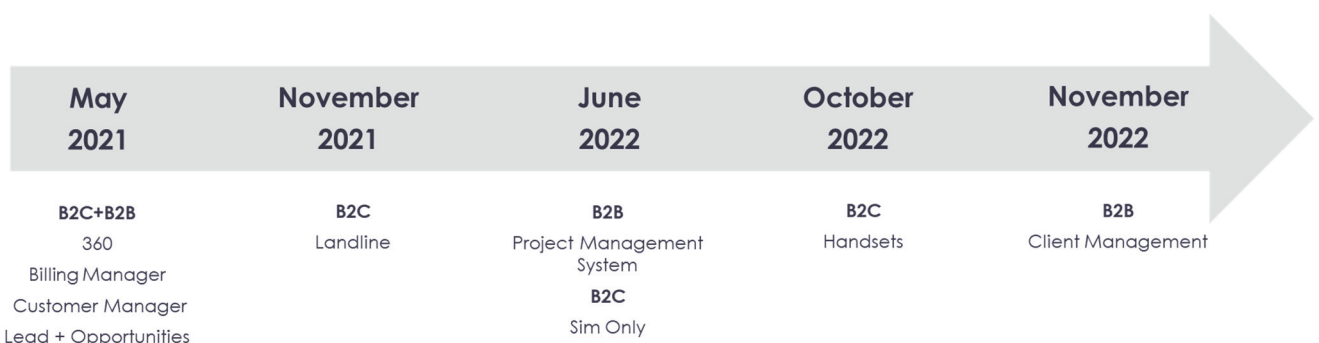 May
2021
November
2021
June
2022
October
2022
November
2022
B2C+B2B
360
Billing Manager
Customer Manager
Lead + Opportunities
B2C
Landline
B2B
Project Management
System
B2C
Sim Only
B2C
Handsets
B2B
Client Management